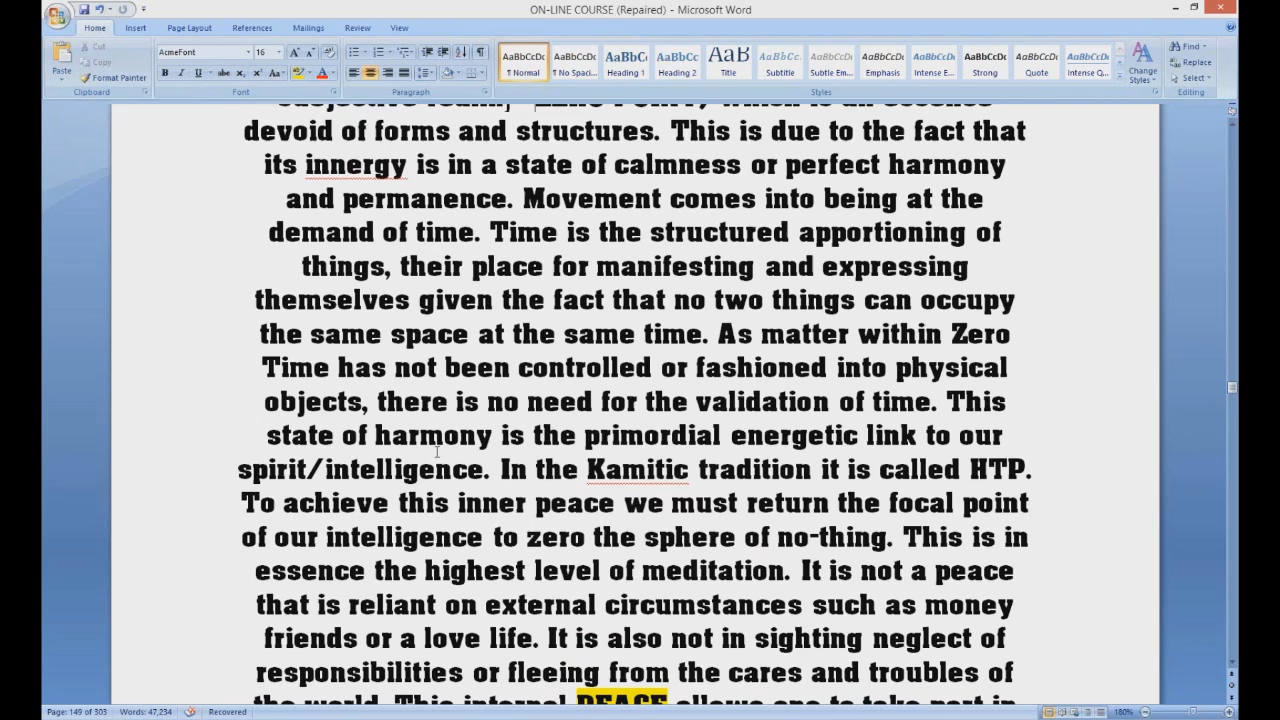 ON-LINE COURSE (Repaired) - Microsoft Word
Home Insert Page Layout References Mailings Review View
Paste
Cut
Copy
Format Painter
AcmeFont 16
AaBbCcDc AaBbCcDc AaBbC AaBbCc AaB AaBbCcI AaBbCcDc AaBbCcDc AaBbCcDc AaBbCcDc AaBbCcDc AaBbCcDc
¶ Normal ¶ No Spaci... Heading 1 Heading 2 Title Subtitle Subtle Em... Emphasis Intense E... Strong Quote Intense Q...
Change Styles
Find
Replace
Select
Clipboard Font Paragraph Styles Editing
devoid of forms and structures. This is due to the fact that
its innergy is in a state of calmness or perfect harmony
and permanence. Movement comes into being at the
demand of time. Time is the structured apportioning of
things, their place for manifesting and expressing
themselves given the fact that no two things can occupy
the same space at the same time. As matter within Zero
Time has not been controlled or fashioned into physical
objects, there is no need for the validation of time. This
state of harmony is the primordial energetic link to our
spirit/intelligence. In the Kamitic tradition it is called HTP.
To achieve this inner peace we must return the focal point
of our intelligence to zero the sphere of no-thing. This is in
essence the highest level of meditation. It is not a peace
that is reliant on external circumstances such as money
friends or a love life. It is also not in sighting neglect of
responsibilities or fleeing from the cares and troubles of
the world. This internal PEACE allows one to take part in
Page: 149 of 303 Words: 47,234 Recovered 180%